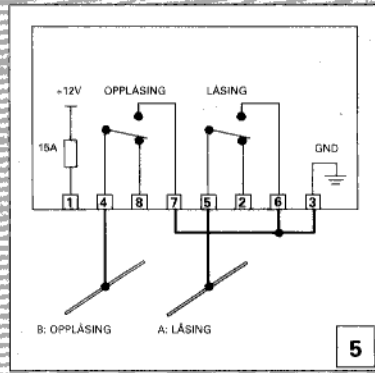 +12V OPPLÅSING LÅSING
15A GND
1 4 8 7 5 2 6 3
B: OPPLÅSING A: LÅSING
5